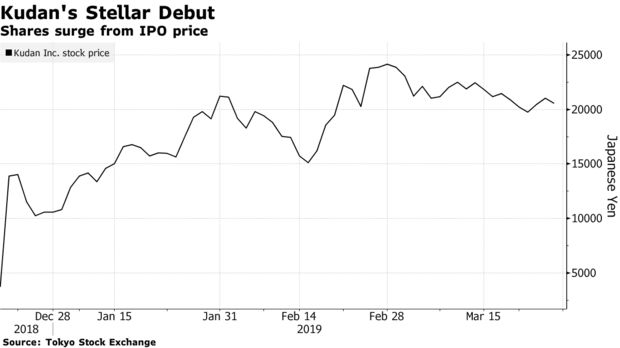 Kudan's Stellar Debut
Shares surge from IPO price
Kudan Inc. stock price
25000
20000
15000
10000
5000
Japanese Yen
Dec 28 Jan 15 Jan 31 Feb 14 Feb 28 Mar 15
2018 2019
Source: Tokyo Stock Exchange